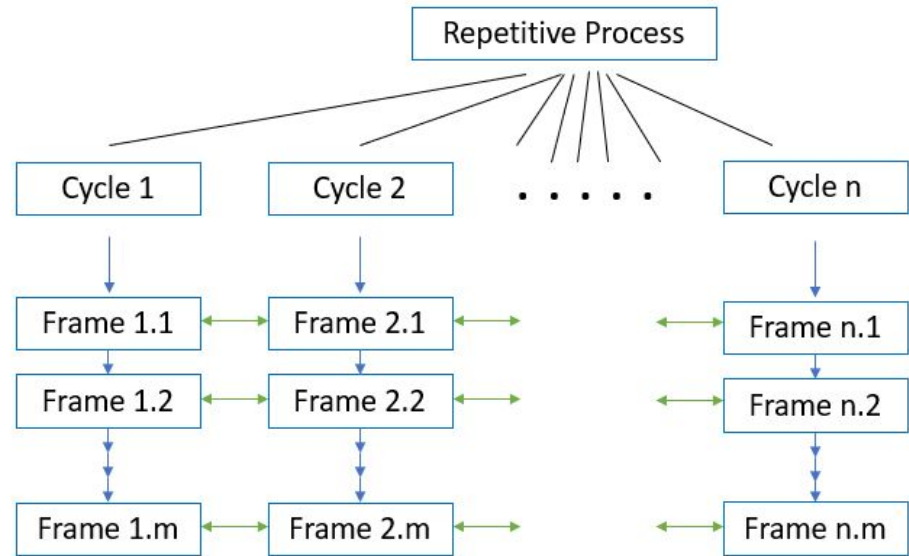 Repetitive Process
Cycle 1
Cycle 2
. . . . .
Cycle n
Frame 1.1
Frame 2.1
Frame n.1
Frame 1.2
Frame 2.2
Frame n.2
Frame 1.m
Frame 2.m
Frame n.m